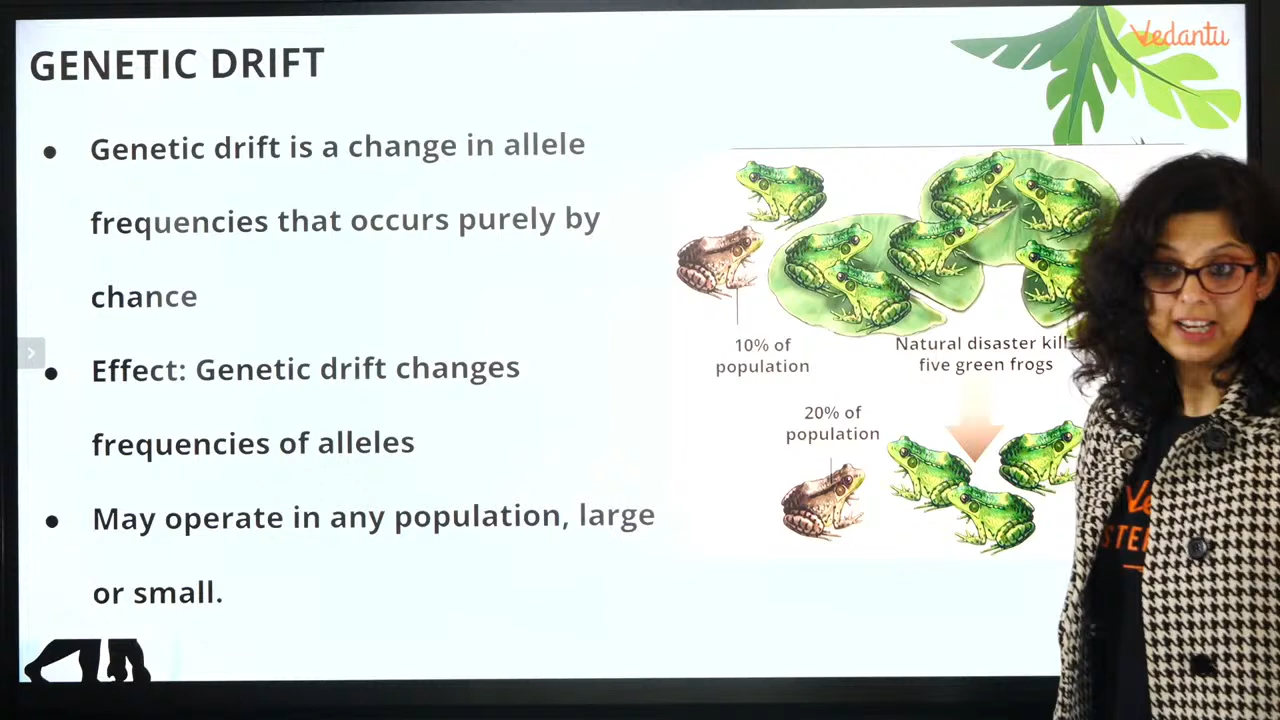 GENETIC DRIFT
Vedantu
● Genetic drift is a change in allele
frequencies that occurs purely by
chance
● Effect: Genetic drift changes
frequencies of alleles
● May operate in any population, large
or small.
10% of
population
Natural disaster kill
five green frogs
20% of
population
Ve
STE